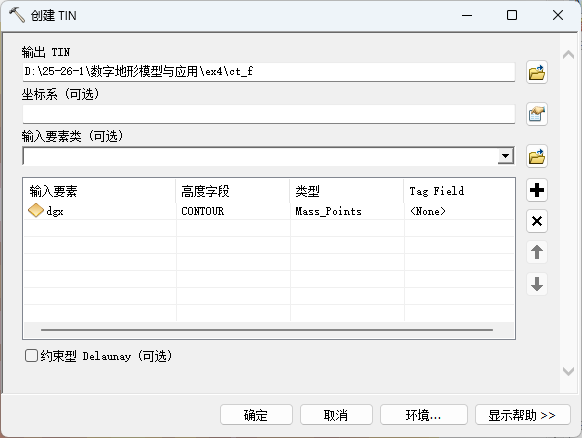 创建 TIN
输出 TIN
D:\25-26-1\数字地形模型与应用\ex4\ct_f
坐标系 (可选)
输入要素类 (可选)
输入要素 高度字段 类型 Tag Field
dgx CONTOUR Mass_Points <None>
约束型 Delaunay (可选)
确定 取消 环境... 显示帮助 >>